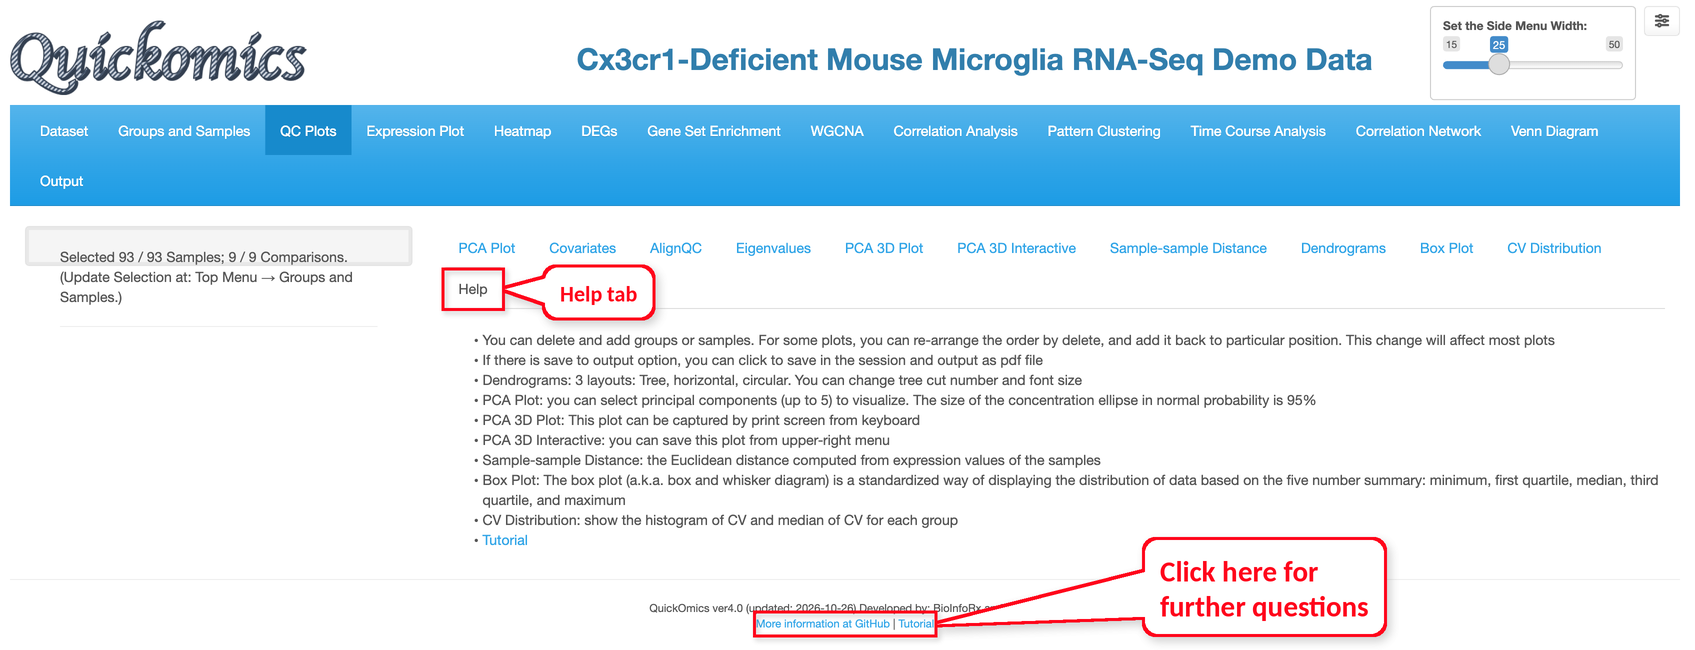 Quickomics
Cx3cr1-Deficient Mouse Microglia RNA-Seq Demo Data
Set the Side Menu Width:
15 25 50
Dataset Groups and Samples QC Plots Expression Plot Heatmap DEGs Gene Set Enrichment WGCNA Correlation Analysis Pattern Clustering Time Course Analysis Correlation Network Venn Diagram
Output
Selected 93 / 93 Samples; 9 / 9 Comparisons.
(Update Selection at: Top Menu → Groups and
Samples.)
PCA Plot Covariates AlignQC Eigenvalues PCA 3D Plot PCA 3D Interactive Sample-sample Distance Dendrograms Box Plot CV Distribution
Help
Help tab
• You can delete and add groups or samples. For some plots, you can re-arrange the order by delete, and add it back to particular position. This change will affect most plots
• If there is save to output option, you can click to save in the session and output as pdf file
• Dendrograms: 3 layouts: Tree, horizontal, circular. You can change tree cut number and font size
• PCA Plot: you can select principal components (up to 5) to visualize. The size of the concentration ellipse in normal probability is 95%
• PCA 3D Plot: This plot can be captured by print screen from keyboard
• PCA 3D Interactive: you can save this plot from upper-right menu
• Sample-sample Distance: the Euclidean distance computed from expression values of the samples
• Box Plot: The box plot (a.k.a. box and whisker diagram) is a standardized way of displaying the distribution of data based on the five number summary: minimum, first quartile, median, third
quartile, and maximum
• CV Distribution: show the histogram of CV and median of CV for each group
• Tutorial
Click here for
further questions
QuickOmics ver4.0 (updated: 2026-10-26) Developed by: BioInfoRx
More information at GitHub | Tutorial